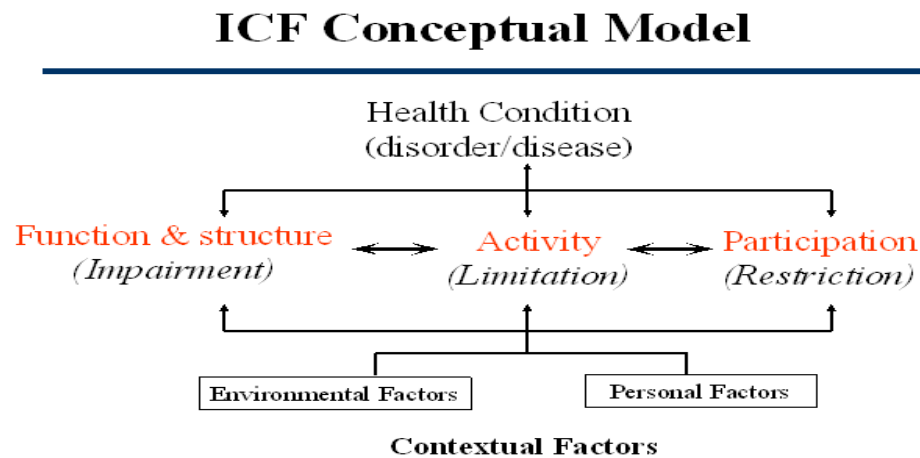 ICF Conceptual Model
Health Condition
(disorder/disease)
Function & structure
(Impairment)
Activity
(Limitation)
Participation
(Restriction)
Environmental Factors
Personal Factors
Contextual Factors